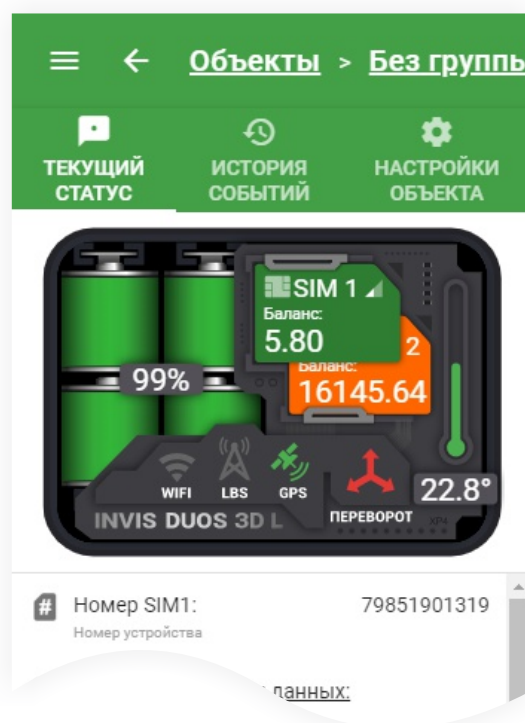 Объекты > Без группы
ТЕКУЩИЙ СТАТУС
ИСТОРИЯ СОБЫТИЙ
НАСТРОЙКИ ОБЪЕКТА
SIM 1
Баланс:
5.80
2
Баланс:
16145.64
99%
WIFI
LBS
GPS
ПЕРЕВОРОТ
22.8°
INVIS DUOS 3D L
XP4
# Номер SIM1: 79851901319
Номер устройства
данных: